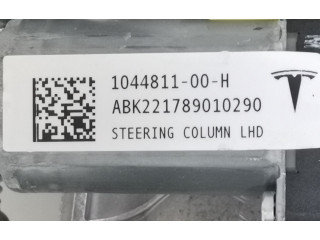 1044811-00-H
ABK221789010290
STEERING COLUMN LHD